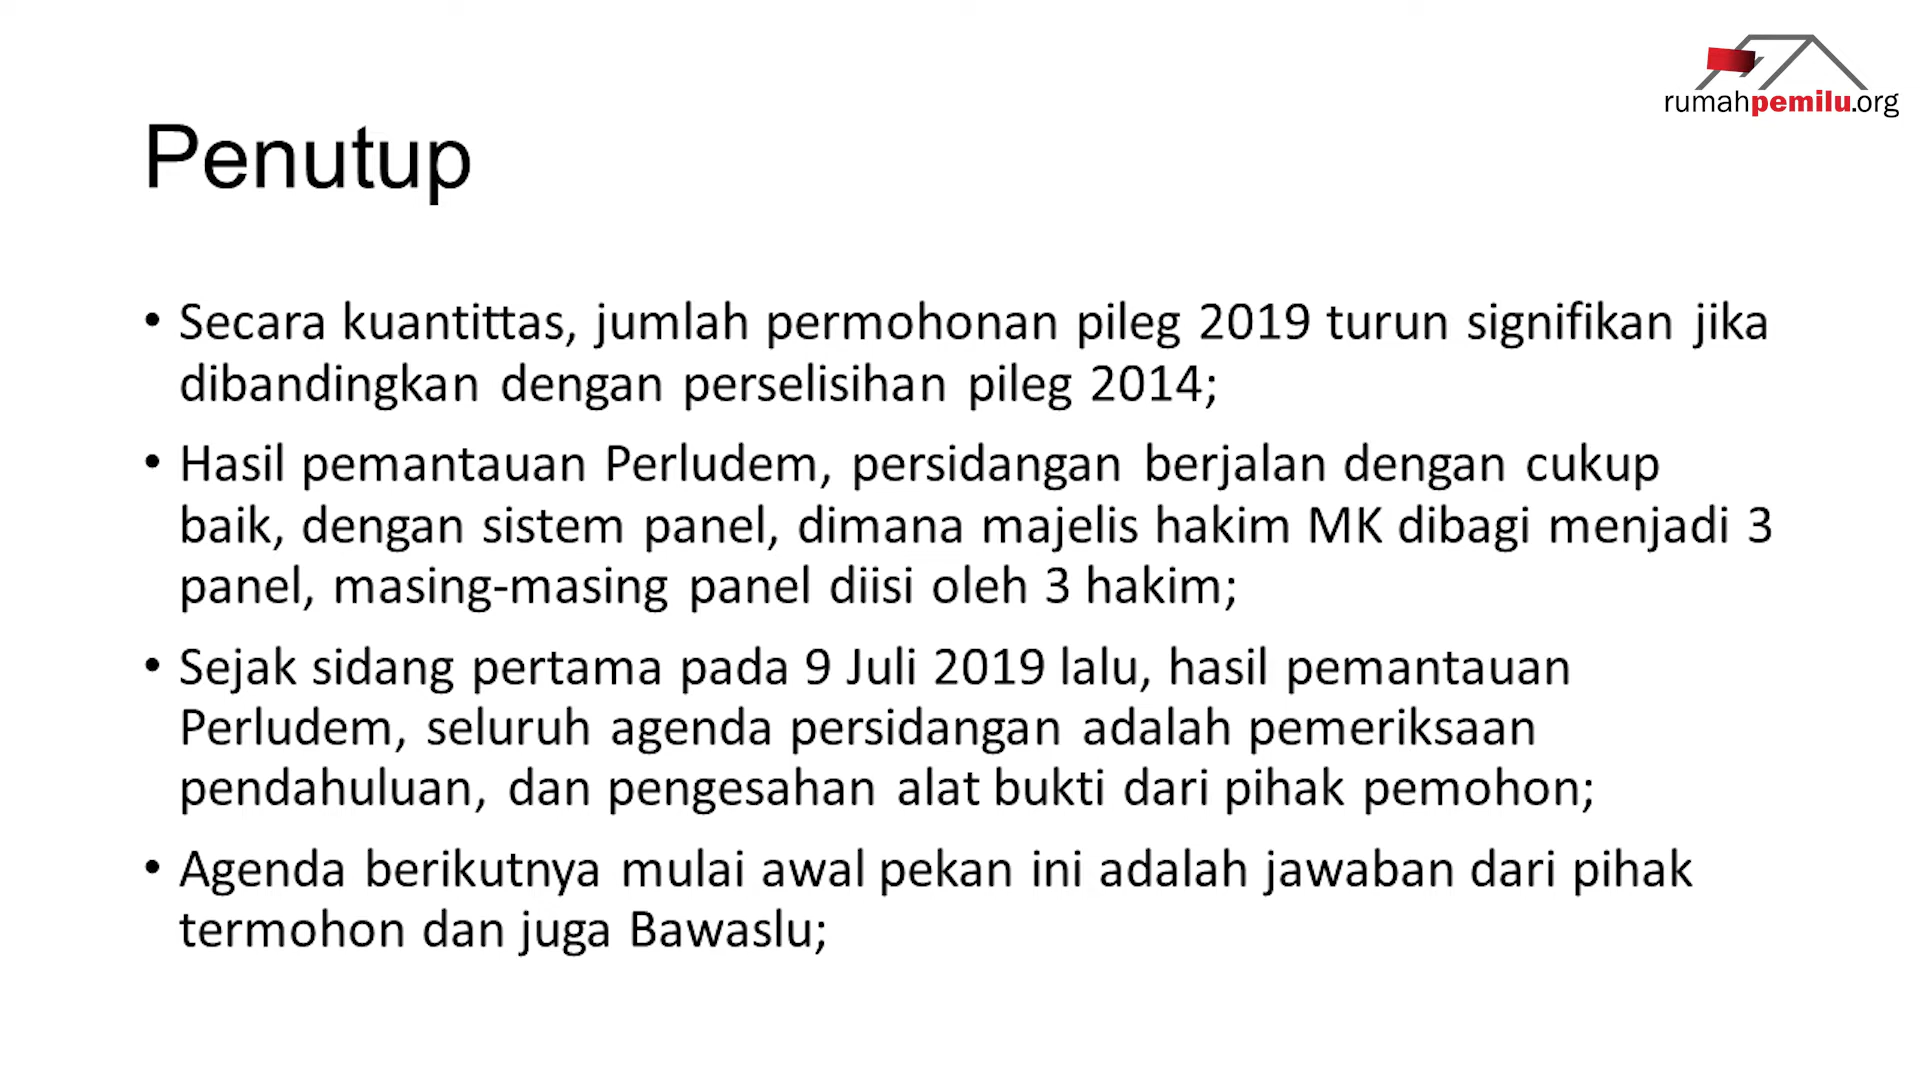 rumahpemilu.org
Penutup
• Secara kuantittas, jumlah permohonan pileg 2019 turun signifikan jika
dibandingkan dengan perselisihan pileg 2014;
• Hasil pemantauan Perludem, persidangan berjalan dengan cukup
baik, dengan sistem panel, dimana majelis hakim MK dibagi menjadi 3
panel, masing-masing panel diisi oleh 3 hakim;
• Sejak sidang pertama pada 9 Juli 2019 lalu, hasil pemantauan
Perludem, seluruh agenda persidangan adalah pemeriksaan
pendahuluan, dan pengesahan alat bukti dari pihak pemohon;
• Agenda berikutnya mulai awal pekan ini adalah jawaban dari pihak
termohon dan juga Bawaslu;